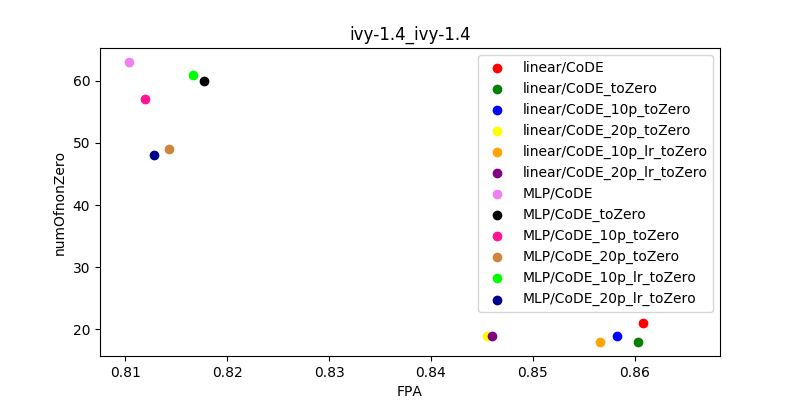 ivy-1.4_ivy-1.4
numOfnonZero
60
50
40
30
20
linear/CoDE
linear/CoDE_toZero
linear/CoDE_10p_toZero
linear/CoDE_20p_toZero
linear/CoDE_10p_lr_toZero
linear/CoDE_20p_lr_toZero
MLP/CoDE
MLP/CoDE_toZero
MLP/CoDE_10p_toZero
MLP/CoDE_20p_toZero
MLP/CoDE_10p_lr_toZero
MLP/CoDE_20p_lr_toZero
0.81 0.82 0.83 0.84 0.85 0.86
FPA